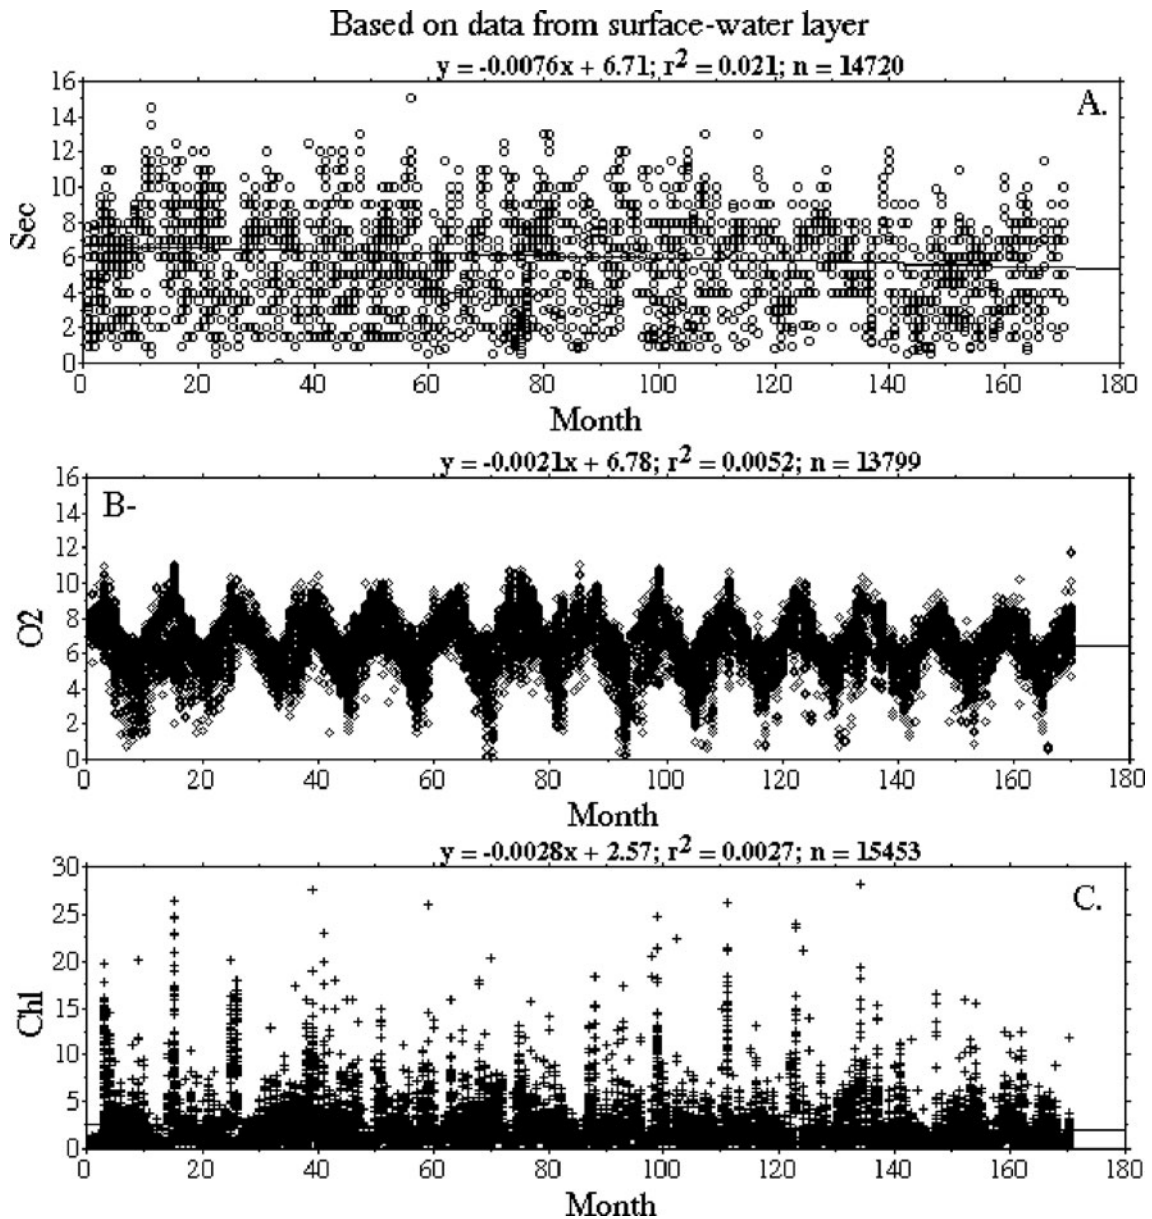 Based on data from surface-water layer
y = -0.0076x + 6.71; r² = 0.021; n = 14720
A.
16
14
12
10
8
6
4
2
0
Sec
0 20 40 60 80 100 120 140 160 180
Month
y = -0.0021x + 6.78; r² = 0.0052; n = 13799
B-
16
14
12
10
8
6
4
2
0
O2
0 20 40 60 80 100 120 140 160 180
Month
y = -0.0028x + 2.57; r² = 0.0027; n = 15453
C.
30
25
20
15
10
5
0
Chl
0 20 40 60 80 100 120 140 160 180
Month